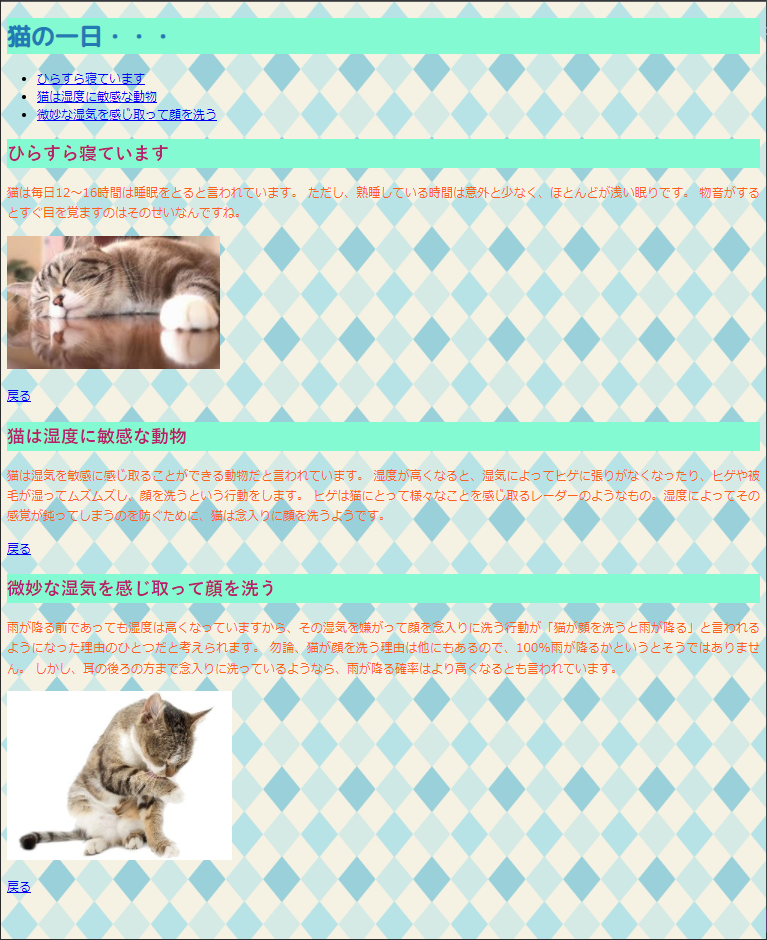 猫の一日・・・
ひらすら寝ています
猫は湿度に敏感な動物
微妙な湿気を感じ取って顔を洗う
ひらすら寝ています
猫は毎日12～16時間は睡眠をとると言われています。 ただし、熟睡している時間は意外と少なく、ほとんどが浅い眠りです。 物音がする
とすぐ目を覚ますのはそのせいなんですね。
戻る
猫は湿度に敏感な動物
猫は湿気を敏感に感じ取ることができる動物だと言われています。 湿度が高くなると、湿気によってヒゲに張りがなくなったり、ヒゲや被
毛が湿ってムズムズし、顔を洗うという行動をします。 ヒゲは猫にとって様々なことを感じ取るレーダーのようなもの。湿度によってその
感覚が鈍ってしまうのを防ぐために、猫は念入りに顔を洗うようです。
戻る
微妙な湿気を感じ取って顔を洗う
雨が降る前であっても湿度は高くなっていますから、その湿気を嫌がって顔を念入りに洗う行動が「猫が顔を洗うと雨が降る」と言われる
ようになった理由のひとつだと考えられます。 勿論、猫が顔を洗う理由は他にもあるので、100%雨が降るかというとそうではありませ
ん。 しかし、耳の後ろの方まで念入りに洗っているようなら、雨が降る確率はより高くなるとも言われています。
戻る